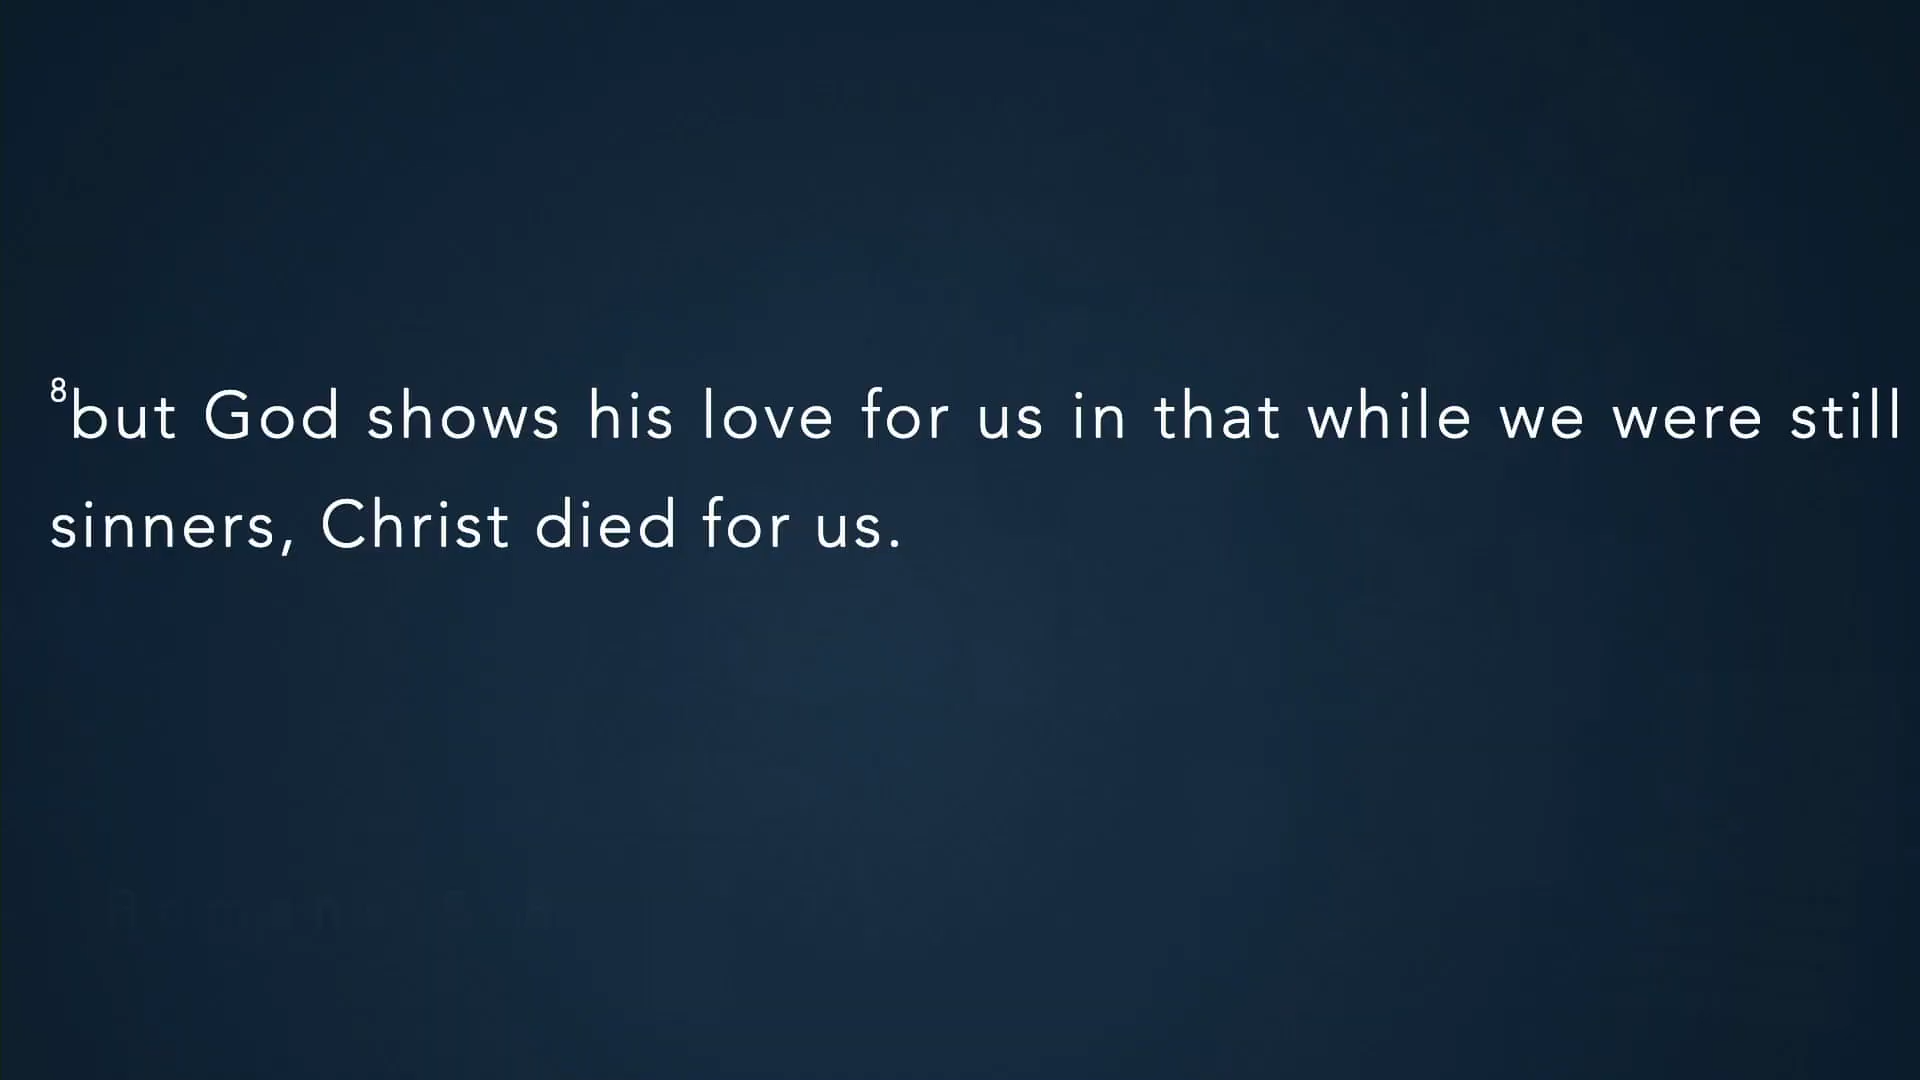 ⁸but God shows his love for us in that while we were still
sinners, Christ died for us.